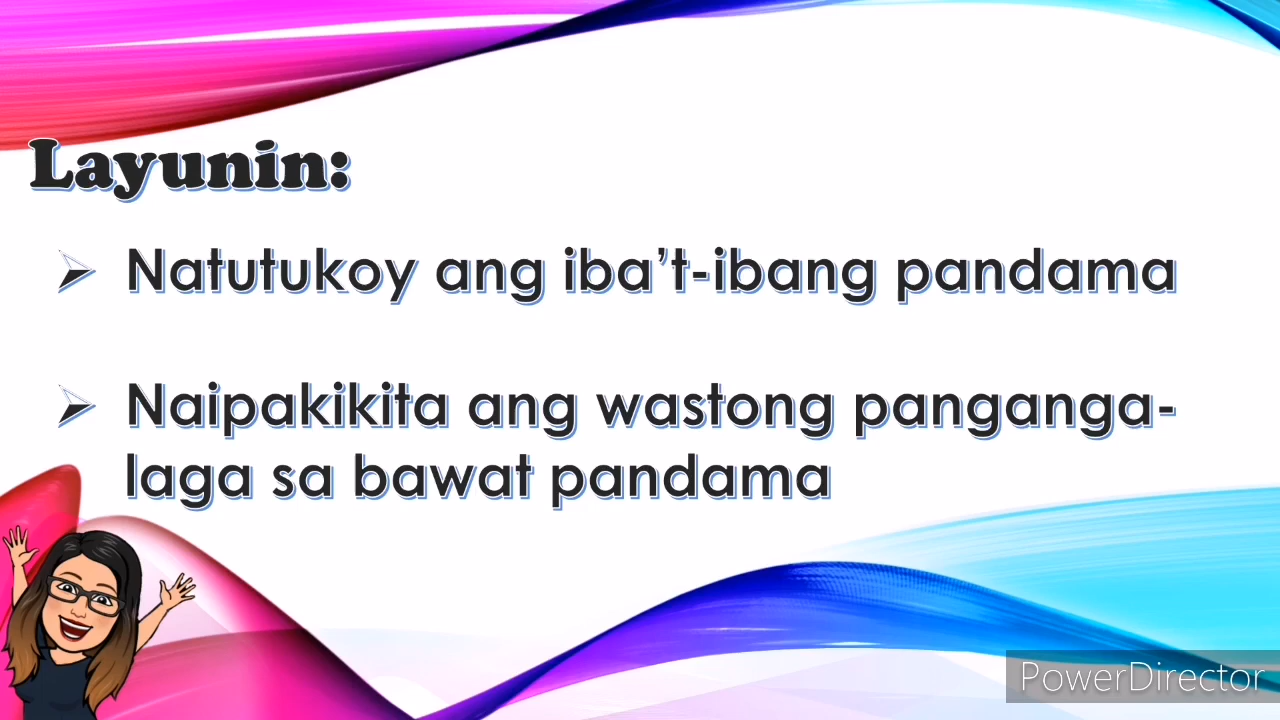 Layunin:
Natutukoy ang iba’t-ibang pandama
Naipakikita ang wastong panganga-
laga sa bawat pandama
PowerDirector